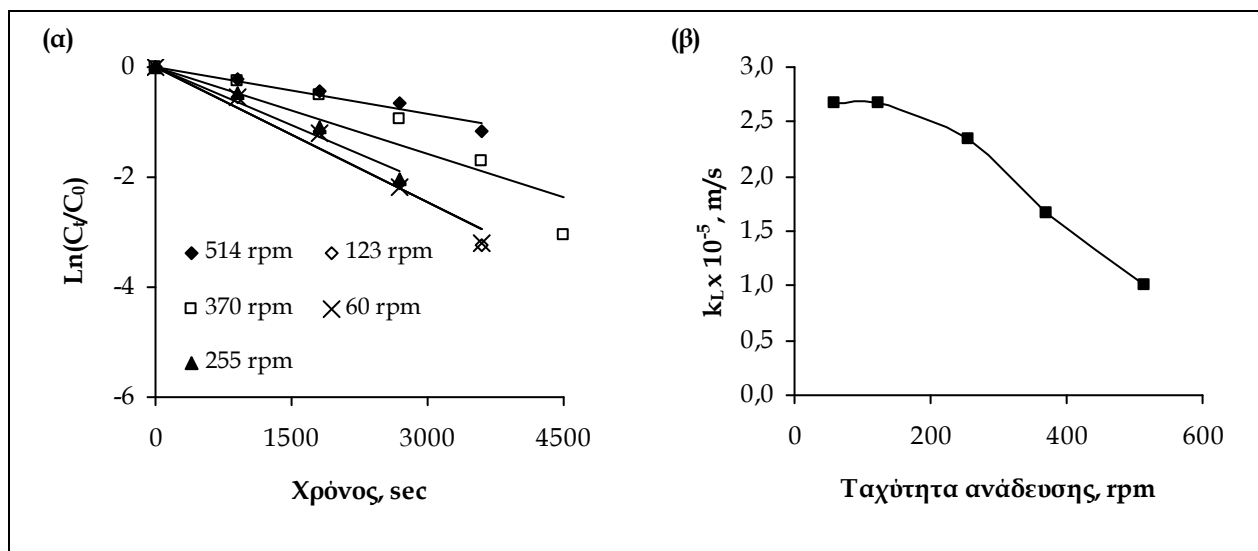 (α)
0
-2
-4
-6
Ln(Ct/C0)
514 rpm
123 rpm
370 rpm
60 rpm
255 rpm
0 1500 3000 4500
Χρόνος, sec
(β)
3,0
2,5
2,0
1,5
1,0
0,5
0,0
kL x 10-5, m/s
0 200 400 600
Ταχύτητα ανάδευσης, rpm